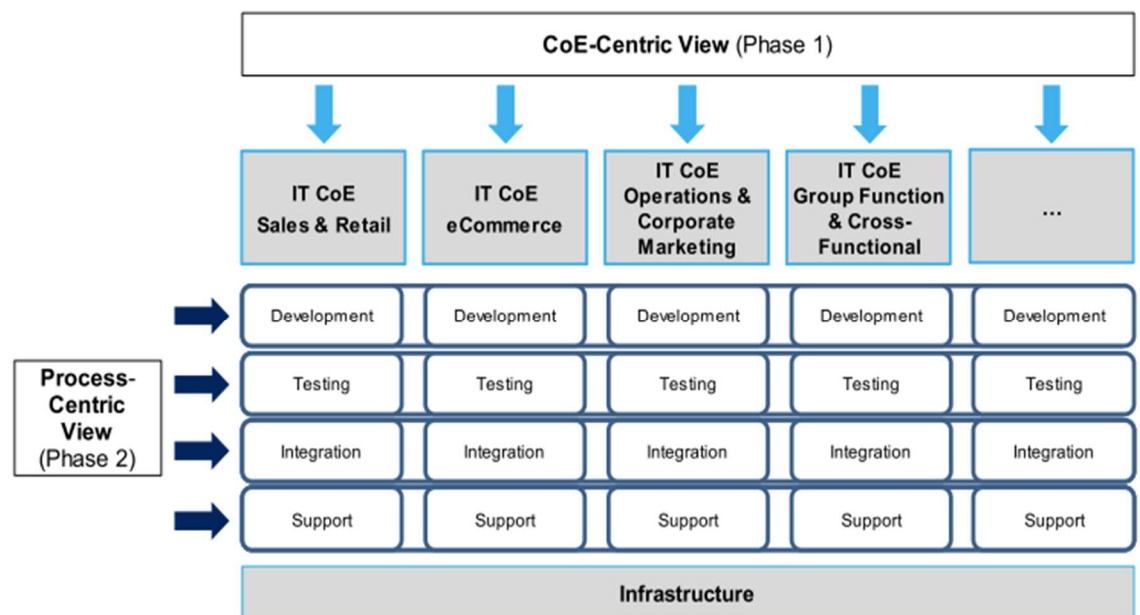 CoE-Centric View (Phase 1)
IT CoE
Sales & Retail
IT CoE
eCommerce
IT CoE
Operations &
Corporate
Marketing
IT CoE
Group Function
& Cross-
Functional
...
Process-
Centric
View
(Phase 2)
Development Development Development Development Development
Testing Testing Testing Testing Testing
Integration Integration Integration Integration Integration
Support Support Support Support Support
Infrastructure